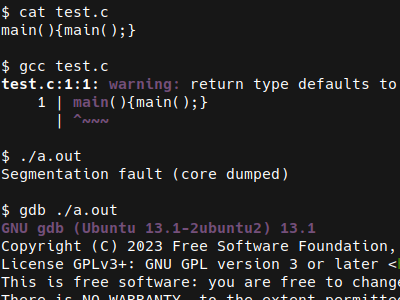 $ cat test.c
main(){main();}
$ gcc test.c
test.c:1:1: warning: return type defaults to
1 | main(){main();}
| ^~~~
$ ./a.out
Segmentation fault (core dumped)
$ gdb ./a.out
GNU gdb (Ubuntu 13.1-2ubuntu2) 13.1
Copyright (C) 2023 Free Software Foundation,
License GPLv3+: GNU GPL version 3 or later <
This is free software: you are free to change
There is NO WARRANTY, to the extent permitted